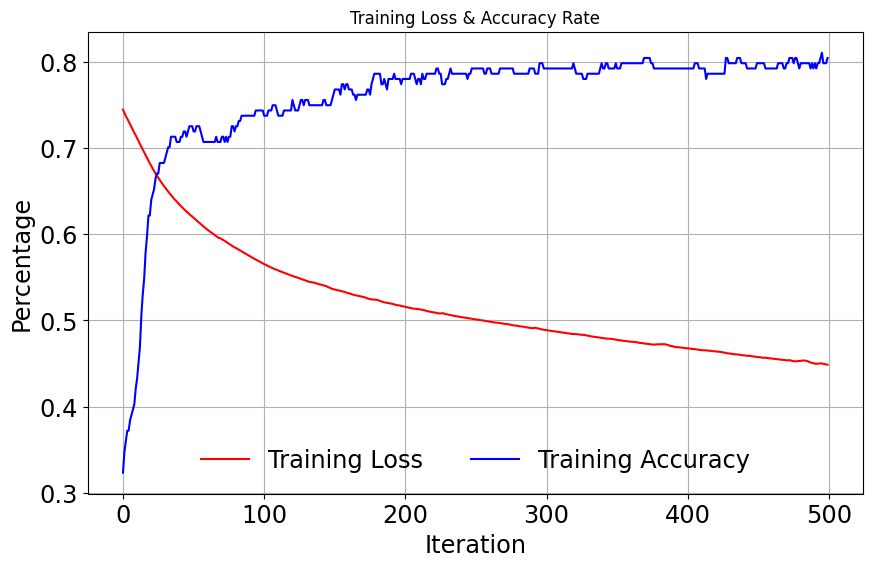 Training Loss & Accuracy Rate
0.8
0.7
0.6
0.5
0.4
0.3
Percentage
Training Loss
Training Accuracy
0
100
200
300
400
500
Iteration